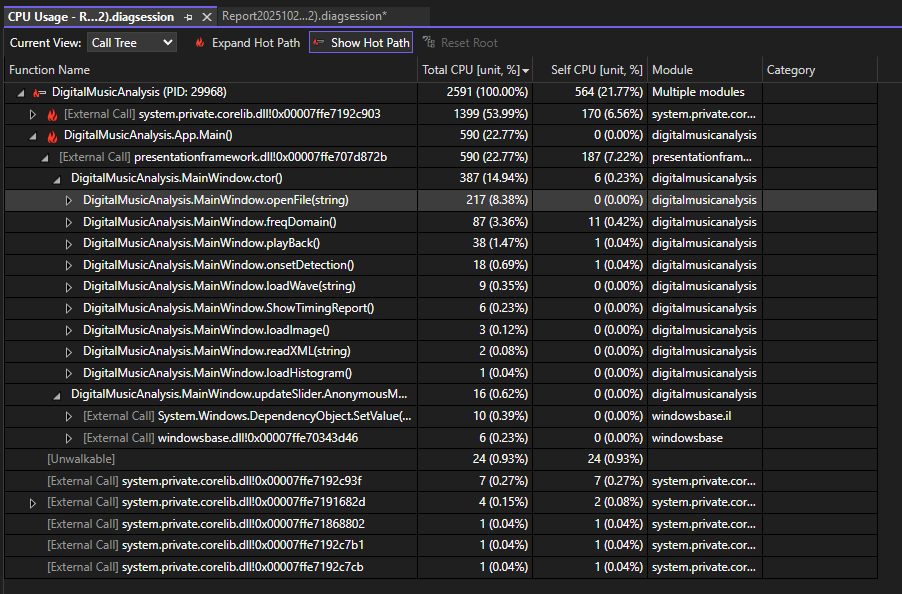 CPU Usage - R...2).diagsession Report2025102...2).diagsession*
Current View: Call Tree Expand Hot Path Show Hot Path Reset Root
Function Name Total CPU [unit, %] Self CPU [unit, %] Module Category
DigitalMusicAnalysis (PID: 29968) 2591 (100.00%) 564 (21.77%) Multiple modules
[External Call] system.private.corelib.dll!0x00007ffe7192c903 1399 (53.99%) 170 (6.56%) system.private.cor...
DigitalMusicAnalysis.App.Main() 590 (22.77%) 0 (0.00%) digitalmusicanalysis
[External Call] presentationframework.dll!0x00007ffe707d872b 590 (22.77%) 187 (7.22%) presentationfram...
DigitalMusicAnalysis.MainWindow.ctor() 387 (14.94%) 6 (0.23%) digitalmusicanalysis
DigitalMusicAnalysis.MainWindow.openFile(string) 217 (8.38%) 0 (0.00%) digitalmusicanalysis
DigitalMusicAnalysis.MainWindow.freqDomain() 87 (3.36%) 11 (0.42%) digitalmusicanalysis
DigitalMusicAnalysis.MainWindow.playBack() 38 (1.47%) 1 (0.04%) digitalmusicanalysis
DigitalMusicAnalysis.MainWindow.onsetDetection() 18 (0.69%) 1 (0.04%) digitalmusicanalysis
DigitalMusicAnalysis.MainWindow.loadWave(string) 9 (0.35%) 0 (0.00%) digitalmusicanalysis
DigitalMusicAnalysis.MainWindow.ShowTimingReport() 6 (0.23%) 0 (0.00%) digitalmusicanalysis
DigitalMusicAnalysis.MainWindow.loadImage() 3 (0.12%) 0 (0.00%) digitalmusicanalysis
DigitalMusicAnalysis.MainWindow.readXML(string) 2 (0.08%) 0 (0.00%) digitalmusicanalysis
DigitalMusicAnalysis.MainWindow.loadHistogram() 1 (0.04%) 0 (0.00%) digitalmusicanalysis
DigitalMusicAnalysis.MainWindow.updateSlider.AnonymousM... 16 (0.62%) 0 (0.00%) digitalmusicanalysis
[External Call] System.Windows.DependencyObject.SetValue(... 10 (0.39%) 0 (0.00%) windowsbase.il
[External Call] windowsbase.dll!0x00007ffe70343d46 6 (0.23%) 0 (0.00%) windowsbase
[Unwalkable] 24 (0.93%) 24 (0.93%)
[External Call] system.private.corelib.dll!0x00007ffe7192c93f 7 (0.27%) 7 (0.27%) system.private.cor...
[External Call] system.private.corelib.dll!0x00007ffe7191682d 4 (0.15%) 2 (0.08%) system.private.cor...
[External Call] system.private.corelib.dll!0x00007ffe71868802 1 (0.04%) 1 (0.04%) system.private.cor...
[External Call] system.private.corelib.dll!0x00007ffe7192c7b1 1 (0.04%) 1 (0.04%) system.private.cor...
[External Call] system.private.corelib.dll!0x00007ffe7192c7cb 1 (0.04%) 1 (0.04%) system.private.cor...